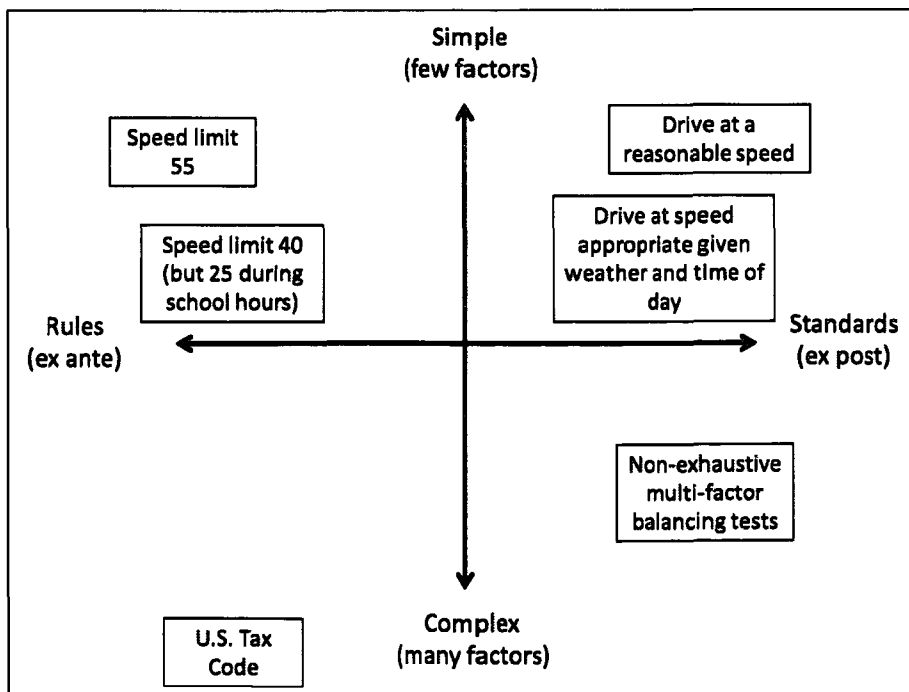 Simple
(few factors)
Speed limit
55
Drive at a
reasonable speed
Speed limit 40
(but 25 during
school hours)
Drive at speed
appropriate given
weather and time of
day
Rules
(ex ante)
Standards
(ex post)
Non-exhaustive
multi-factor
balancing tests
U.S. Tax
Code
Complex
(many factors)